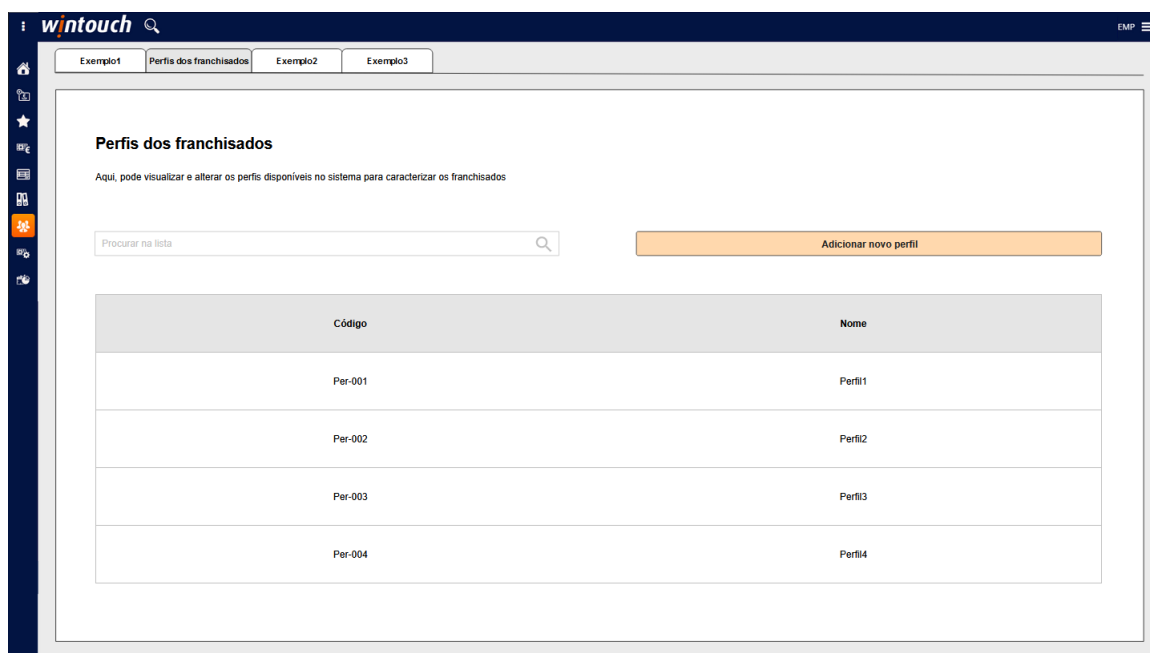 wintouch
EMP
Exemplo1 Perfis dos franchisados Exemplo2 Exemplo3
Perfis dos franchisados
Aqui, pode visualizar e alterar os perfis disponíveis no sistema para caracterizar os franchisados
Procurar na lista Adicionar novo perfil
Código Nome
Per-001 Perfil1
Per-002 Perfil2
Per-003 Perfil3
Per-004 Perfil4